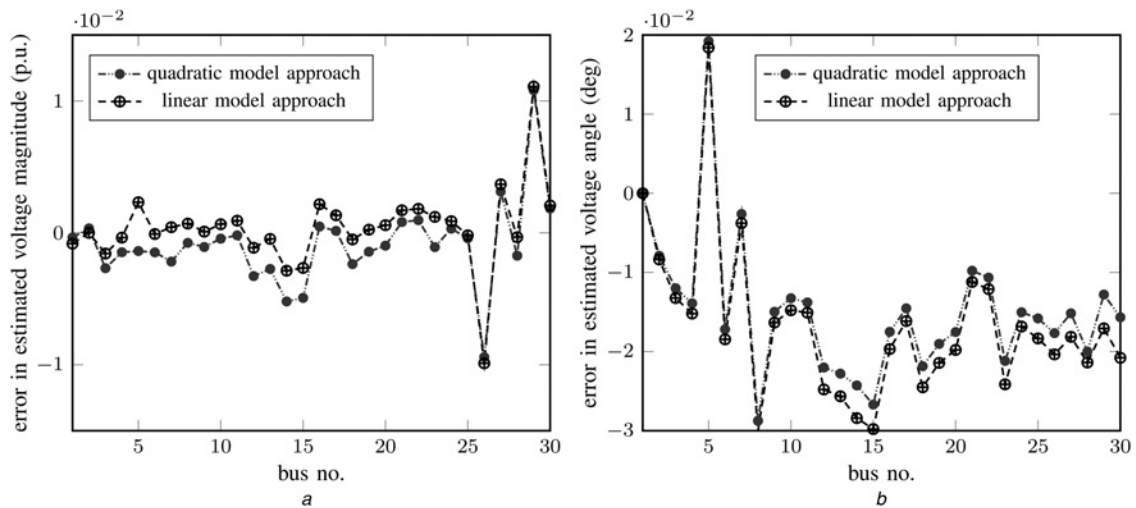 ·10⁻²
1
0
−1
5
10
15
20
25
30
error in estimated voltage magnitude (p.u.)
bus no.
quadratic model approach
linear model approach
a
·10⁻²
2
1
0
−1
−2
−3
5
10
15
20
25
30
error in estimated voltage angle (deg)
bus no.
quadratic model approach
linear model approach
b